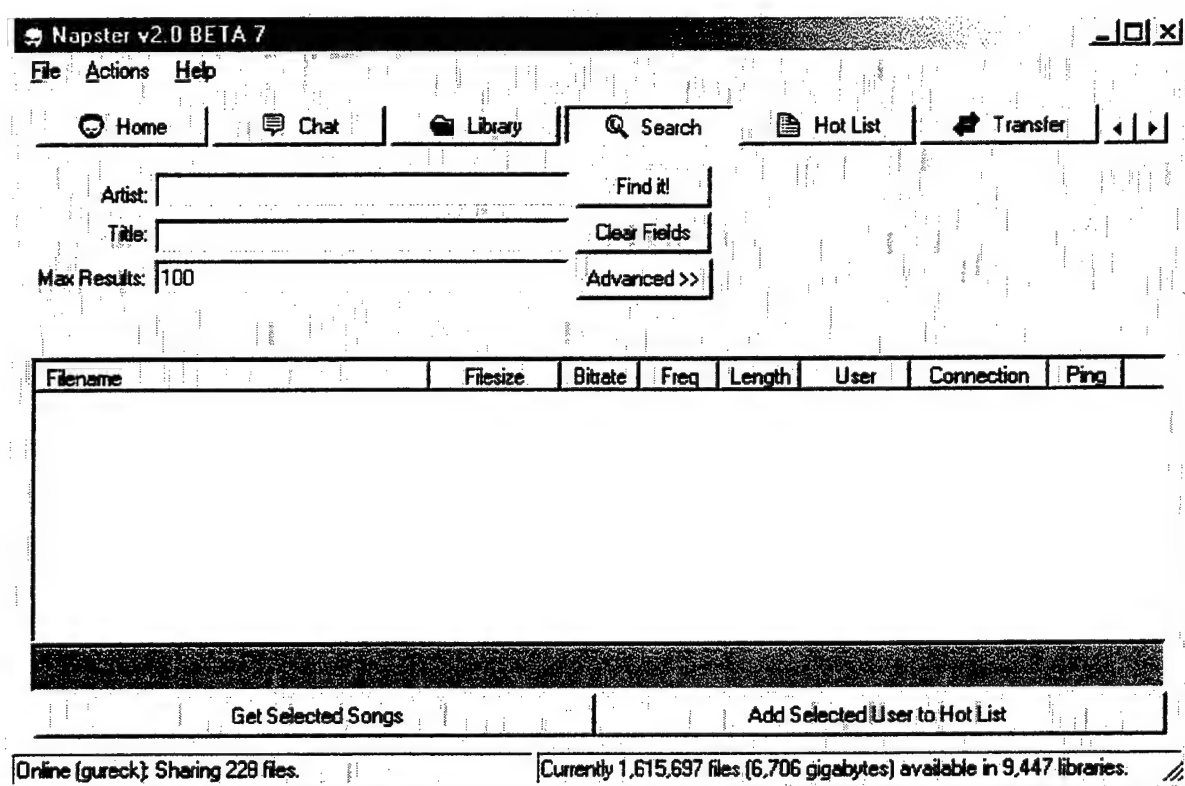 Napster v2.0 BETA 7
File Actions Help
Home Chat Library Search Hot List Transfer
Artist: Find it!
Title: Clear Fields
Max Results: 100 Advanced >>
Filename Filesize Bitrate Freq Length User Connection Ping
Get Selected Songs Add Selected User to Hot List
Online (gureck): Sharing 228 files. Currently 1,615,697 files (6,706 gigabytes) available in 9,447 libraries.